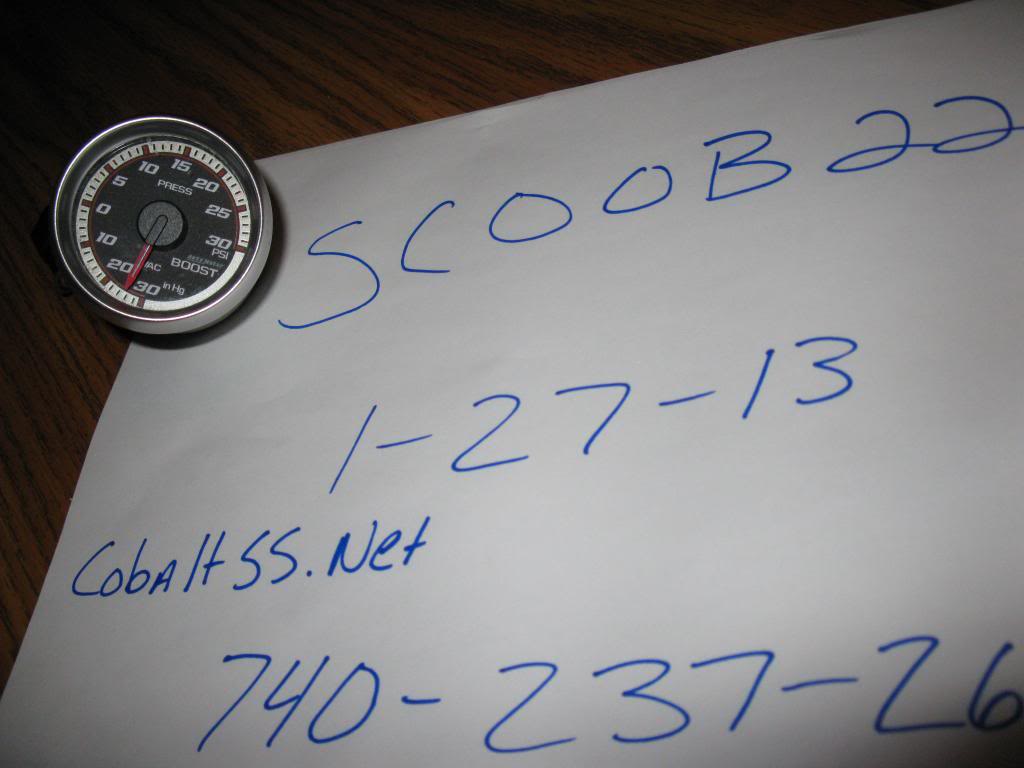 5 10 15 20 25 30 0 10 20 30
PRESS
PSI
VAC BOOST
in Hg
SCOOB22
1-27-13
CobaltSS.Net
740-237-26